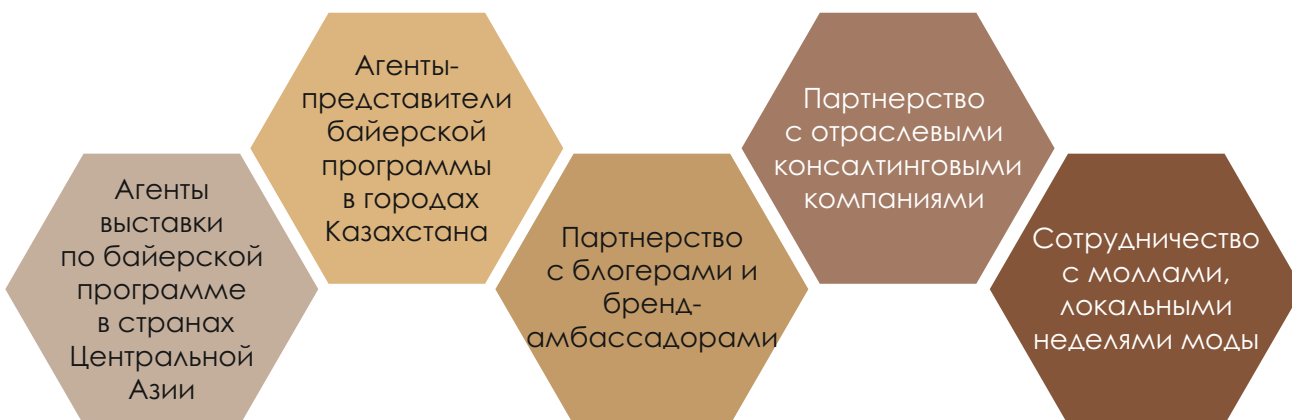 Агенты
выставки
по байерской
программе
в странах
Центральной
Азии
Агенты-
представители
байерской
программы
в городах
Казахстана
Партнерство
с блогерами и
бренд-
амбассадорами
Партнерство
с отраслевыми
консалтинговыми
компаниями
Сотрудничество
с моллами,
локальными
неделями моды